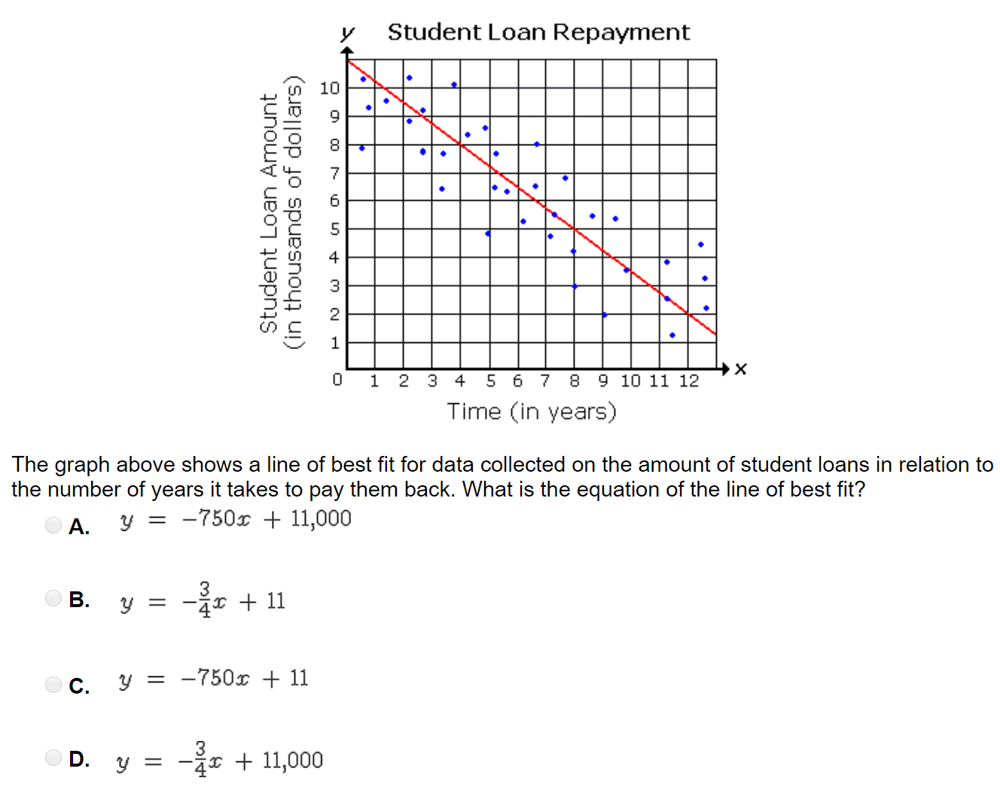 y Student Loan Repayment
Student Loan Amount
(in thousands of dollars)
10
9
8
7
6
5
4
3
2
1
0 1 2 3 4 5 6 7 8 9 10 11 12 x
Time (in years)
The graph above shows a line of best fit for data collected on the amount of student loans in relation to
the number of years it takes to pay them back. What is the equation of the line of best fit?
A. y = −750x + 11,000
B. y = −3/4x + 11
C. y = −750x + 11
D. y = −3/4x + 11,000